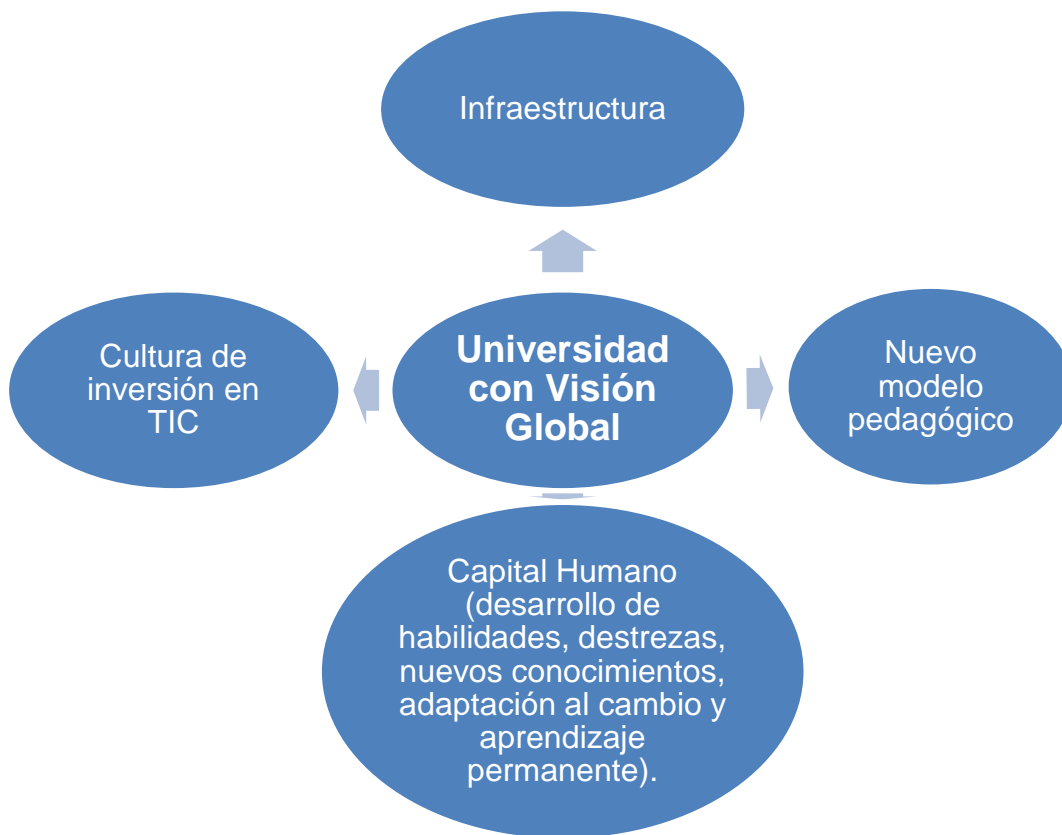 Infraestructura
Cultura de
inversión en
TIC
Universidad
con Visión
Global
Nuevo
modelo
pedagógico
Capital Humano
(desarrollo de
habilidades, destrezas,
nuevos conocimientos,
adaptación al cambio y
aprendizaje
permanente).